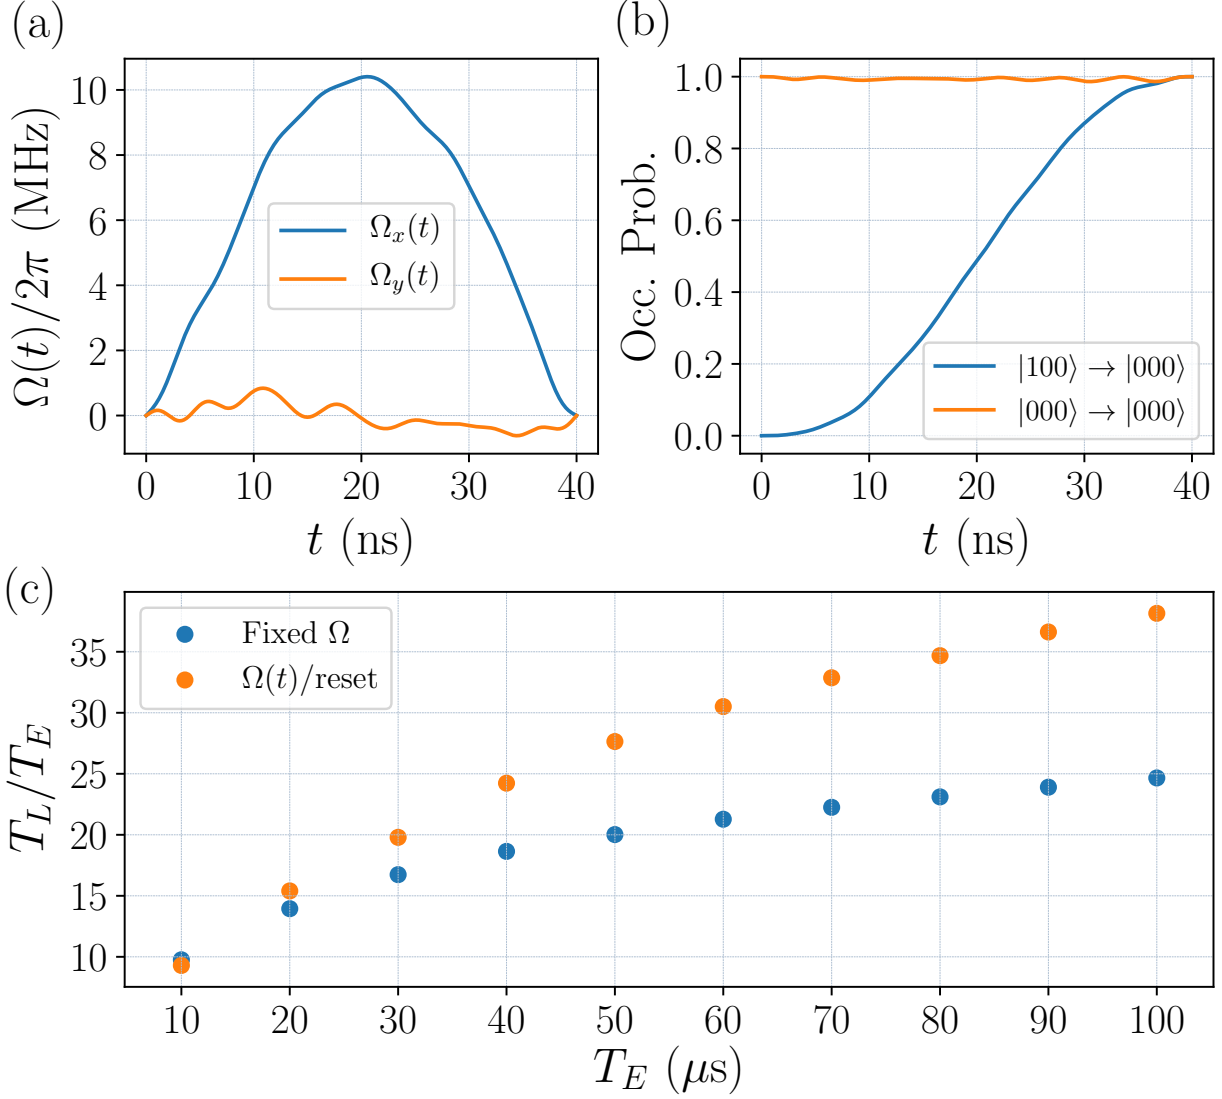 (a)
Ω(t)/2π (MHz)
10
8
6
4
2
0
Ωx(t)
Ωy(t)
0 10 20 30 40
t (ns)
(b)
Occ. Prob.
1.0
0.8
0.6
0.4
0.2
0.0
|100⟩ → |000⟩
|000⟩ → |000⟩
0 10 20 30 40
t (ns)
(c)
T_L/T_E
35
30
25
20
15
10
Fixed Ω
Ω(t)/reset
10 20 30 40 50 60 70 80 90 100
T_E (μs)